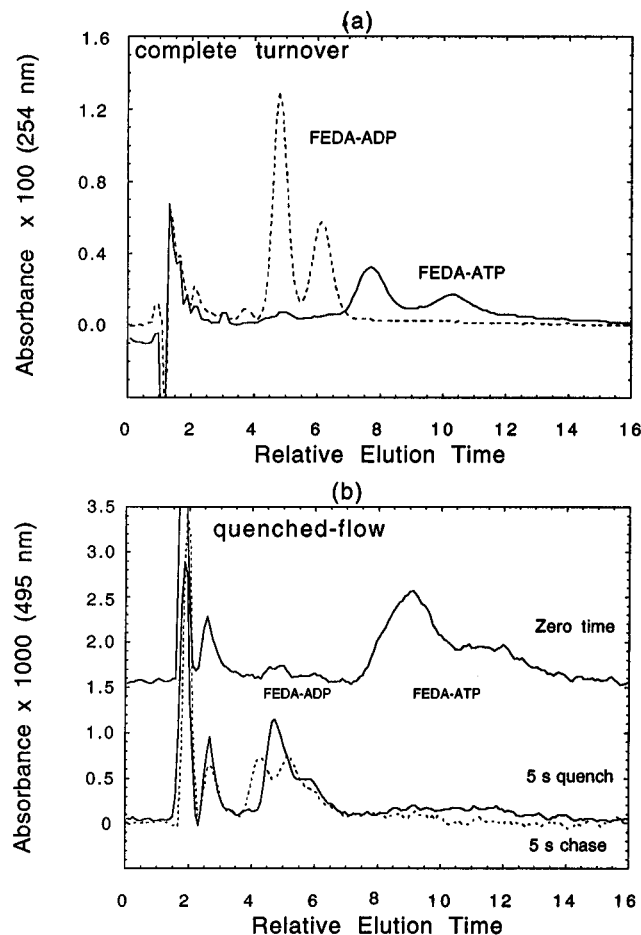 (a)
complete turnover
1.6
1.2
0.8
0.4
0.0
Absorbance x 100 (254 nm)
FEDA-ADP
FEDA-ATP
0 2 4 6 8 10 12 14 16
Relative Elution Time
(b)
quenched-flow
3.5
3.0
2.5
2.0
1.5
1.0
0.5
0
Absorbance x 1000 (495 nm)
Zero time
FEDA-ADP
FEDA-ATP
5 s quench
5 s chase
0 2 4 6 8 10 12 14 16
Relative Elution Time